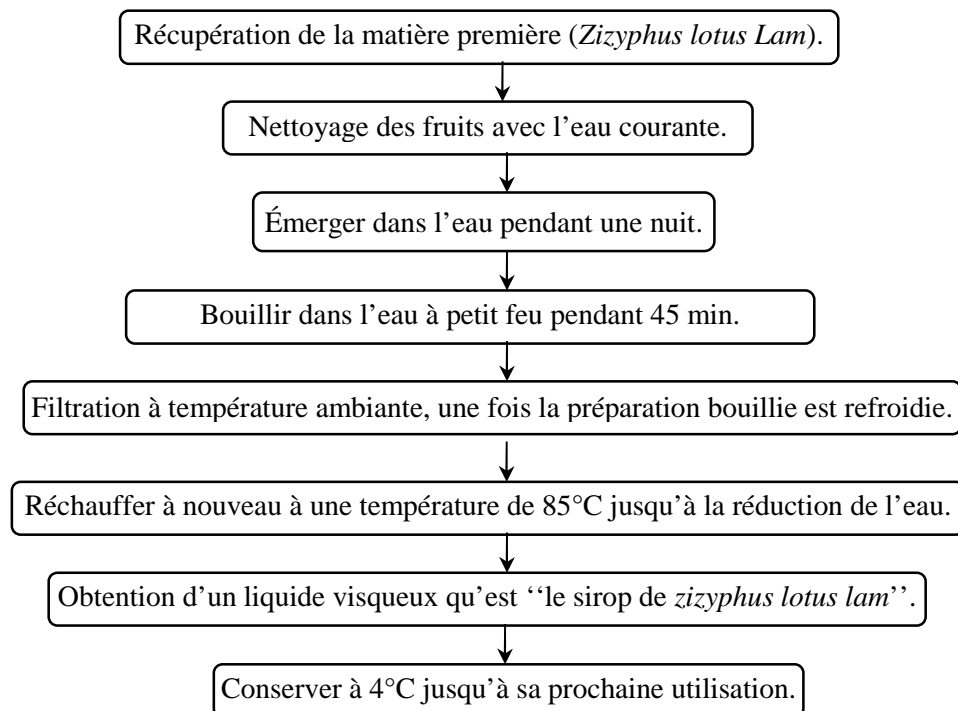 Récupération de la matière première (Zizyphus lotus Lam).
Nettoyage des fruits avec l’eau courante.
Émerger dans l’eau pendant une nuit.
Bouillir dans l’eau à petit feu pendant 45 min.
Filtration à température ambiante, une fois la préparation bouillie est refroidie.
Réchauffer à nouveau à une température de 85°C jusqu’à la réduction de l’eau.
Obtention d’un liquide visqueux qu’est ‘‘le sirop de zizyphus lotus lam’’.
Conserver à 4°C jusqu’à sa prochaine utilisation.